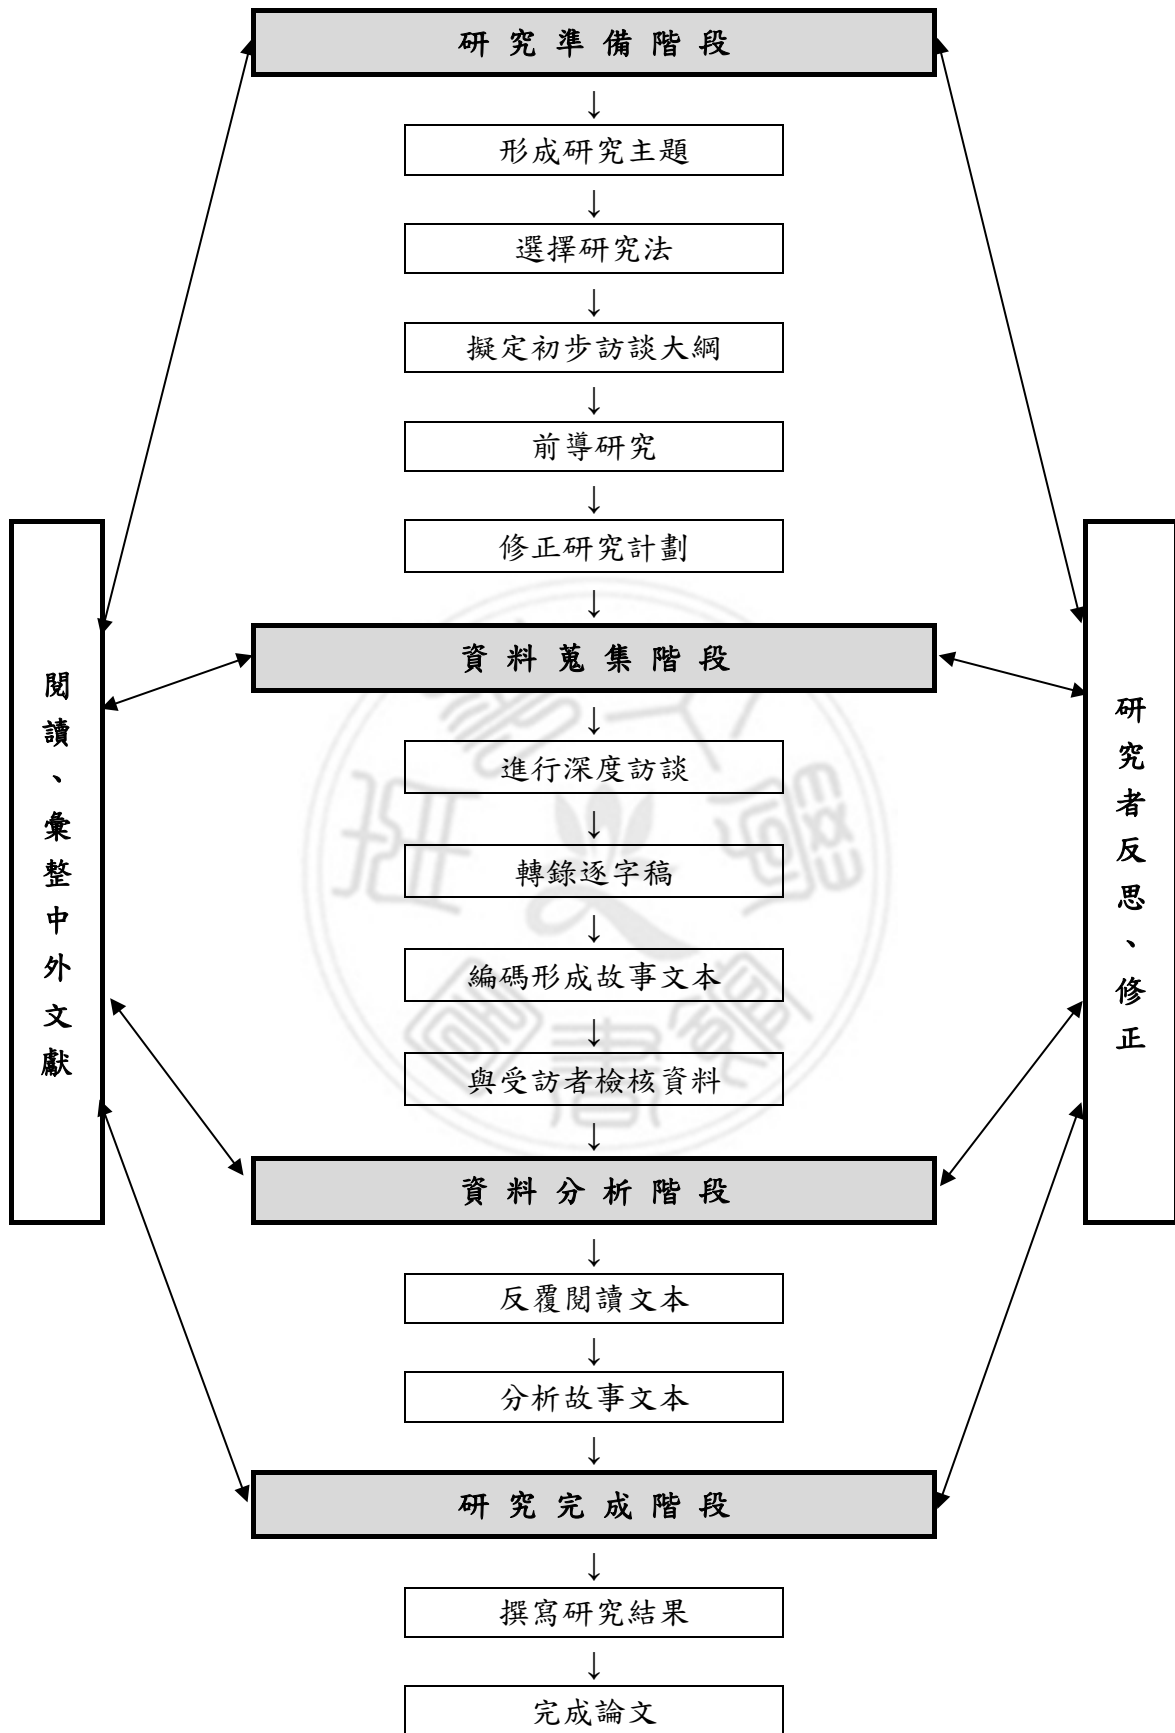 研究準備階段
↓
形成研究主題
↓
選擇研究法
↓
擬定初步訪談大綱
↓
前導研究
↓
修正研究計劃
↓
資料蒐集階段
↓
進行深度訪談
↓
轉錄逐字稿
↓
編碼形成故事文本
↓
與受訪者檢核資料
↓
資料分析階段
↓
反覆閱讀文本
↓
分析故事文本
↓
研究完成階段
↓
撰寫研究結果
↓
完成論文
閱讀、彙整中外文獻
研究者反思、修正